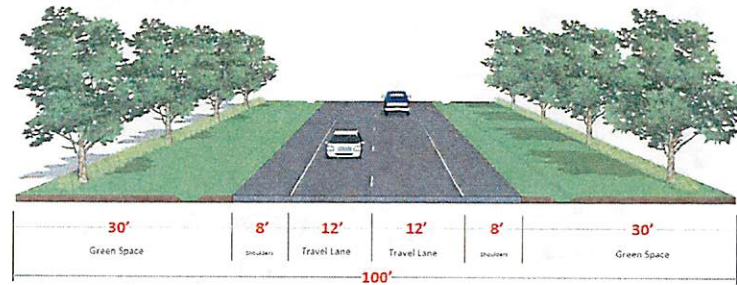 30' 8' 12' 12' 8' 30'
Green Space Shoulders Travel Lane Travel Lane Shoulders Green Space
100'